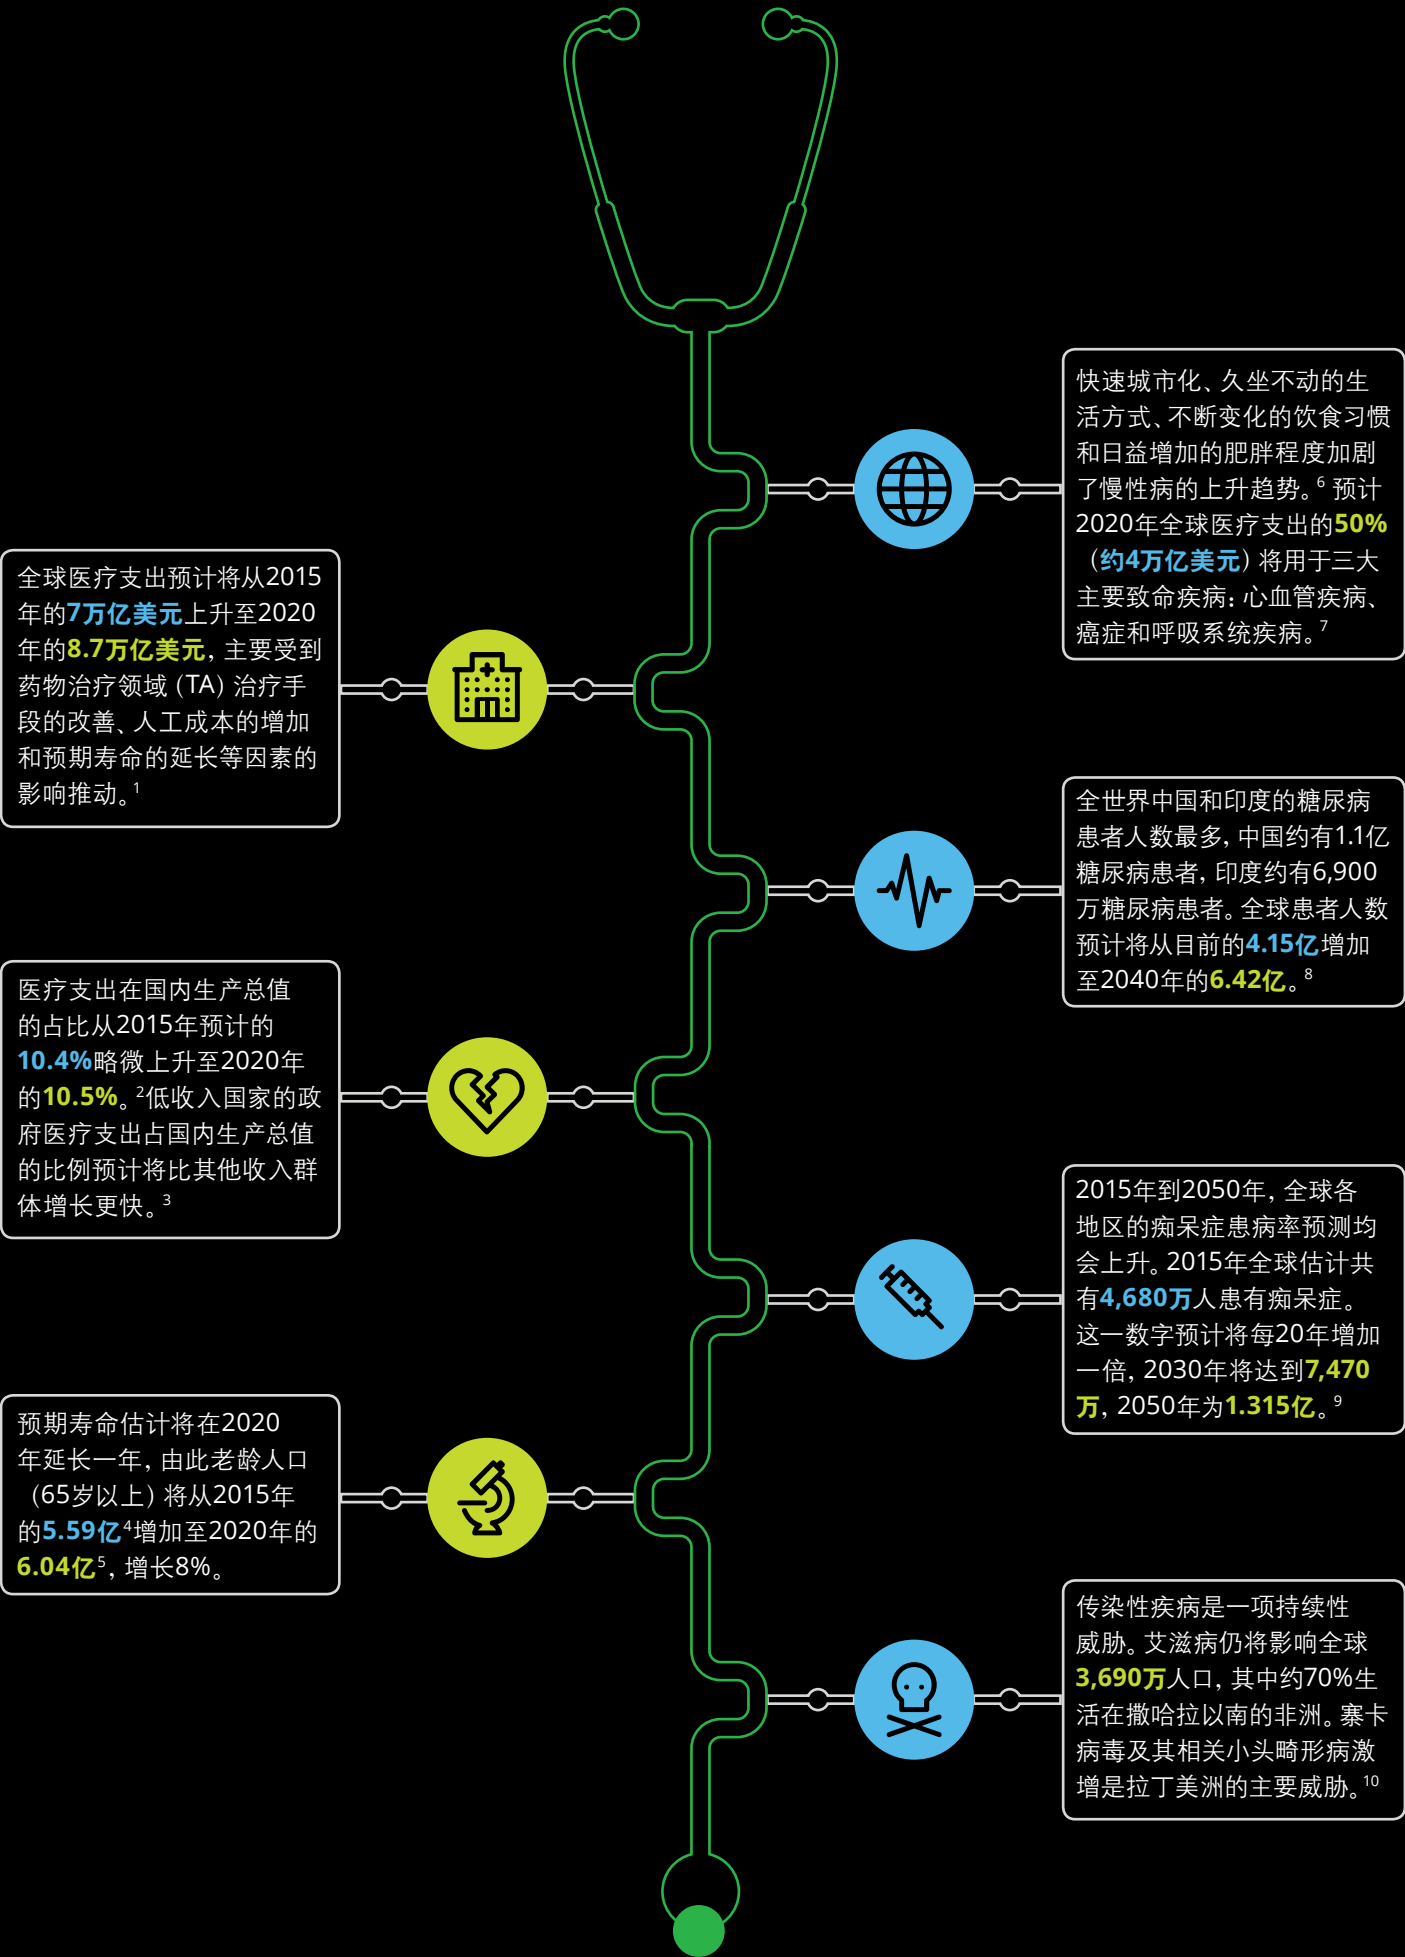 快速城市化、久坐不动的生
活方式、不断变化的饮食习惯
和日益增加的肥胖程度加剧
了慢性病的上升趋势。6 预计
2020年全球医疗支出的50%
（约4万亿美元）将用于三大
主要致命疾病：心血管疾病、
癌症和呼吸系统疾病。7
全球医疗支出预计将从2015
年的7万亿美元上升至2020
年的8.7万亿美元，主要受到
药物治疗领域（TA）治疗手
段的改善、人工成本的增加
和预期寿命的延长等因素的
影响推动。1
全世界中国和印度的糖尿病
患者人数最多，中国约有1.1亿
糖尿病患者，印度约有6,900
万糖尿病患者。全球患者人数
预计将从目前的4.15亿增加
至2040年的6.42亿。8
医疗支出在国内生产总值
的占比从2015年预计的
10.4%略微上升至2020年
的10.5%。2低收入国家的政
府医疗支出占国内生产总值
的比例预计将比其他收入群
体增长更快。3
2015年到2050年，全球各
地区的痴呆症患病率预测均
会上升。2015年全球估计共
有4,680万人患有痴呆症。
这一数字预计将每20年增加
一倍，2030年将达到7,470
万，2050年为1.315亿。9
预期寿命估计将在2020
年延长一年，由此老龄人口
（65岁以上）将从2015年
的5.59亿4增加至2020年的
6.04亿5，增长8%。
传染性疾病是一项持续性
威胁。艾滋病仍将影响全球
3,690万人口，其中约70%生
活在撒哈拉以南的非洲。寨卡
病毒及其相关小头畸形病激
增是拉丁美洲的主要威胁。10